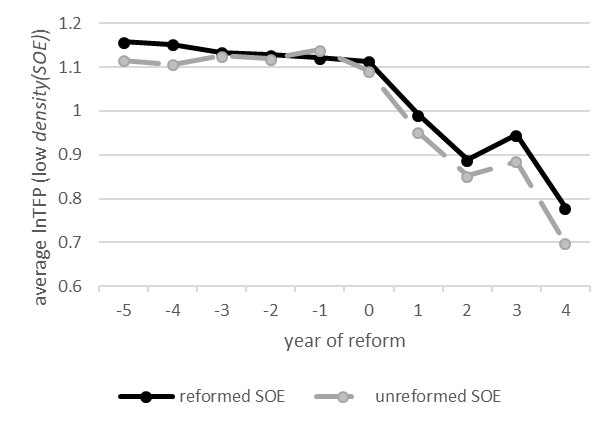 1.2
1.1
1
0.9
0.8
0.7
0.6
average lnTFP (low density(SOE))
-5 -4 -3 -2 -1 0 1 2 3 4
year of reform
reformed SOE unreformed SOE